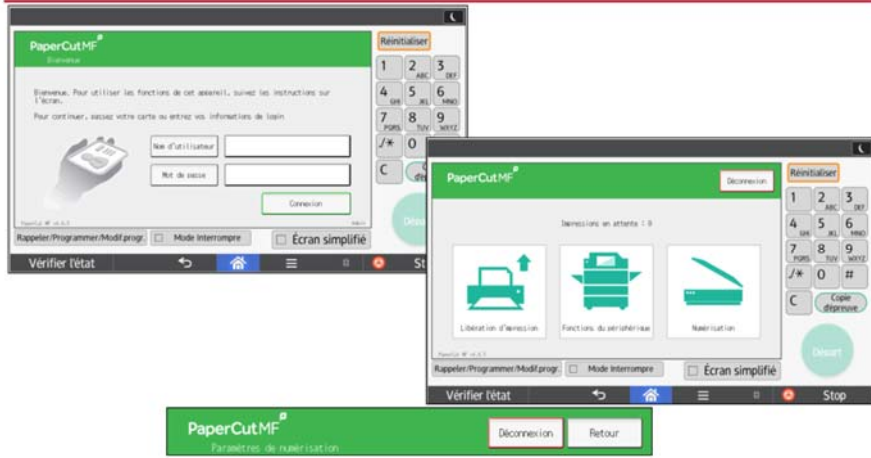 PaperCutMF
Bienvenue
Bienvenue. Pour utiliser les fonctions de cet appareil, suivez les instructions sur
l'écran.
Pour continuer, passez votre carte ou entrez vos informations de login
Nom d'utilisateur
Mot de passe
Connexion
Rappeler/Programmer/Modif.progr.
Mode Interrompre
Écran simplifié
Vérifier l'état
St
Réinitialiser
1 2 ABC 3 DEF
4 GHI 5 JKL 6 MNO
7 PQRS 8 TUV 9 WXYZ
./* 0
C
Départ
PaperCutMF
Déconnexion
Impressions en attente : 0
Libération d'impression
Fonctions du périphérique
Numérisation
Rappeler/Programmer/Modif.progr.
Mode Interrompre
Écran simplifié
Vérifier l'état
Stop
Réinitialiser
1 2 ABC 3 DEF
4 GHI 5 JKL 6 MNO
7 PQRS 8 TUV 9 WXYZ
./* 0 #
C
Copie
d'épreuve
Départ
PaperCutMF
Paramètres de numérisation
Déconnexion
Retour